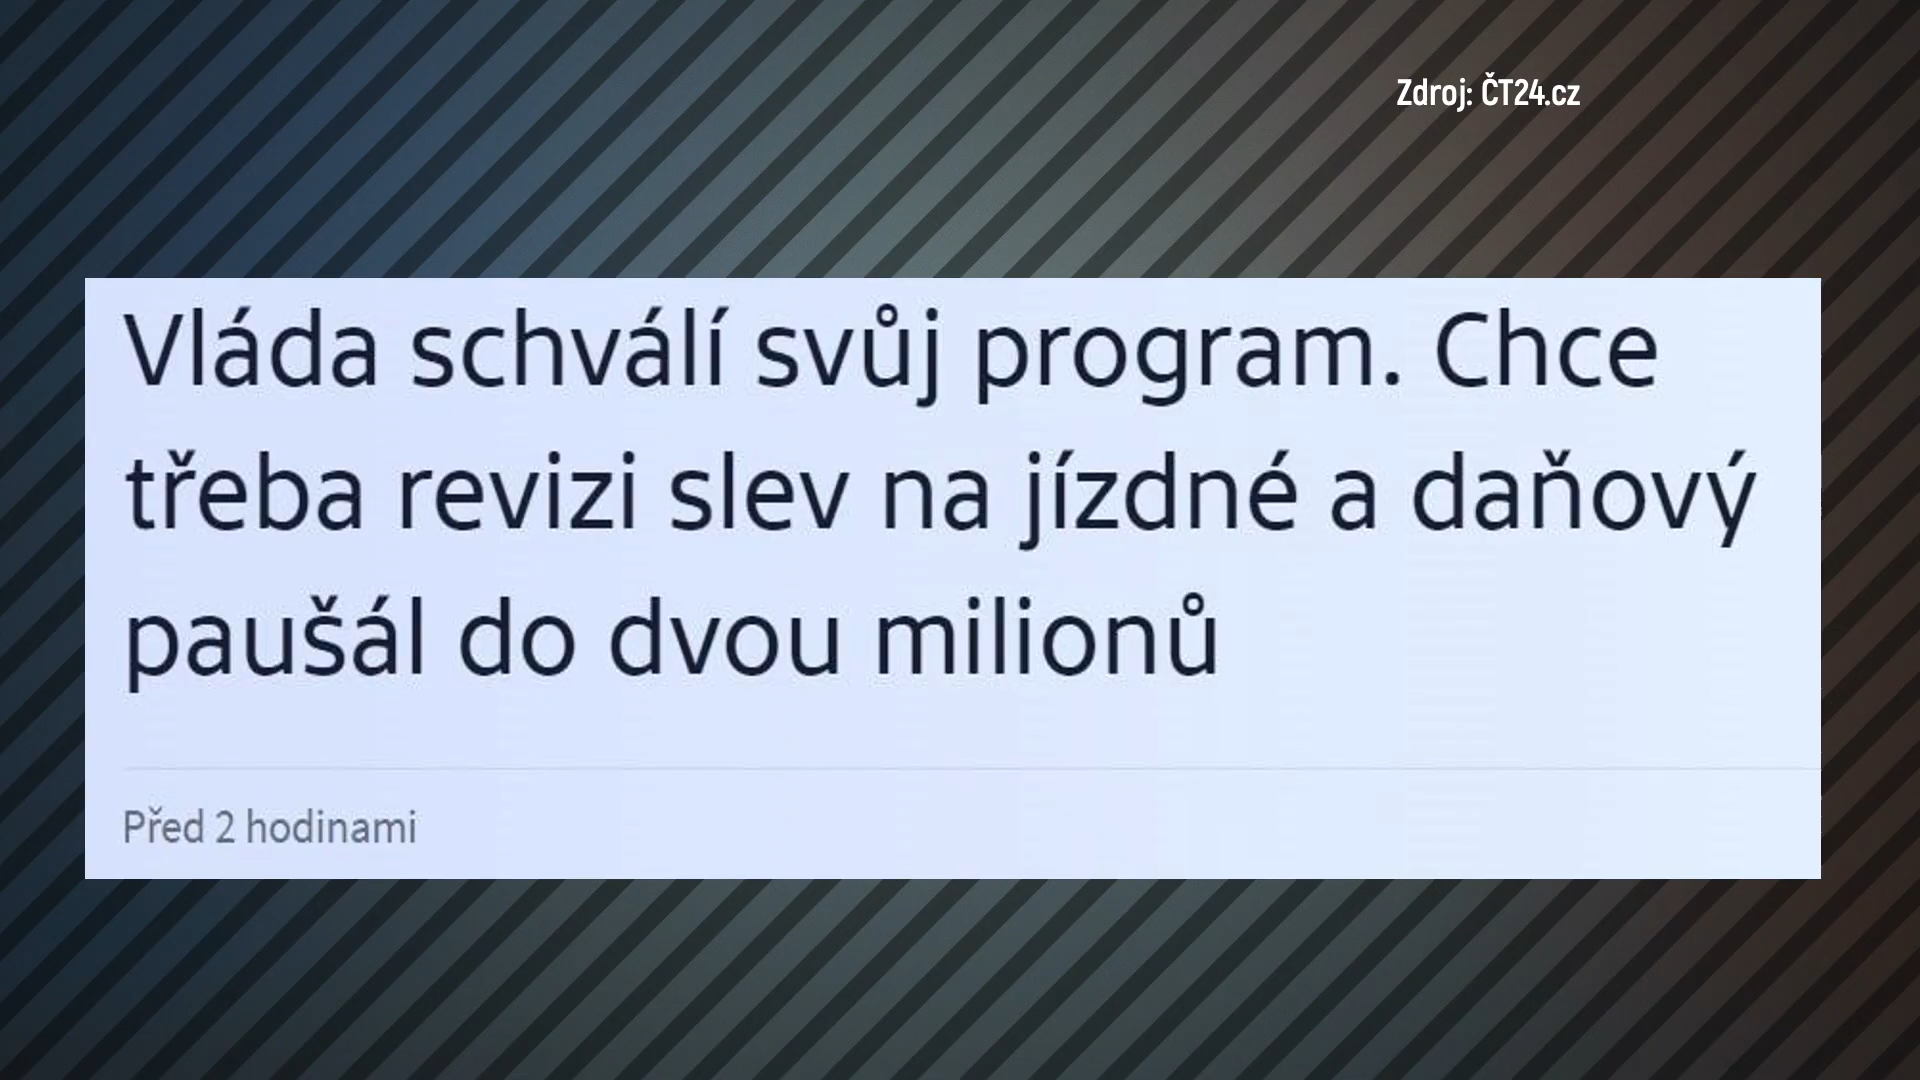 Zdroj: ČT24.cz
Vláda schválí svůj program. Chce
třeba revizi slev na jízdné a daňový
paušál do dvou milionů
Před 2 hodinami